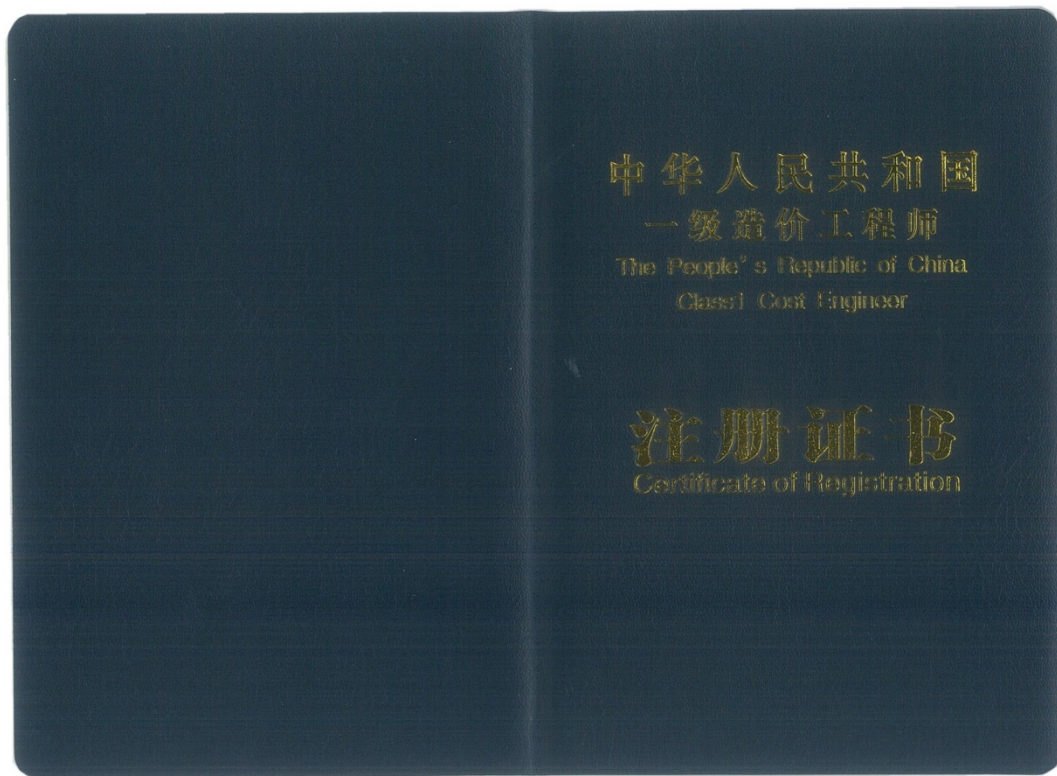 中华人民共和国
一级造价工程师
The People's Republic of China
Class1 Cost Engineer
注册证书
Certificate of Registration